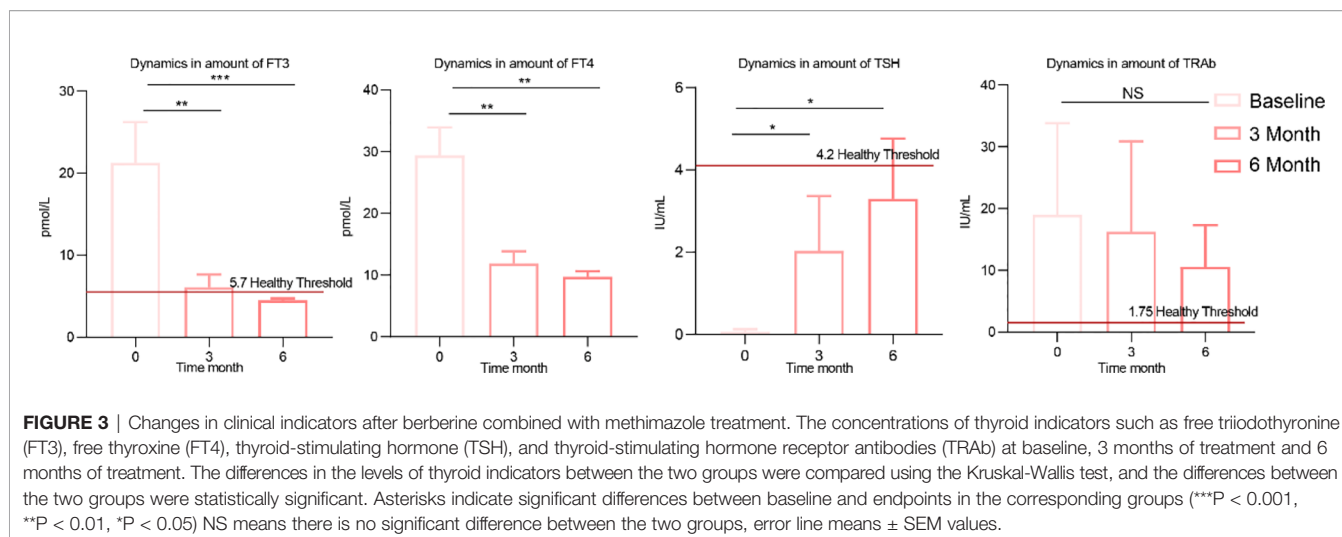 Dynamics in amount of FT3
***
**
30
20
10
0
pmol/L
5.7 Healthy Threshold
0 3 6
Time month
Dynamics in amount of FT4
**
**
40
30
20
10
0
pmol/L
0 3 6
Time month
Dynamics in amount of TSH
*
*
6
4
2
0
IU/mL
4.2 Healthy Threshold
0 3 6
Time month
Dynamics in amount of TRAb
NS
40
30
20
10
0
IU/mL
1.75 Healthy Threshold
0 3 6
Time month
Baseline
3 Month
6 Month
FIGURE 3 | Changes in clinical indicators after berberine combined with methimazole treatment. The concentrations of thyroid indicators such as free triiodothyronine
(FT3), free thyroxine (FT4), thyroid-stimulating hormone (TSH), and thyroid-stimulating hormone receptor antibodies (TRAb) at baseline, 3 months of treatment and 6
months of treatment. The differences in the levels of thyroid indicators between the two groups were compared using the Kruskal-Wallis test, and the differences between
the two groups were statistically significant. Asterisks indicate significant differences between baseline and endpoints in the corresponding groups (***P < 0.001,
**P < 0.01, *P < 0.05) NS means there is no significant difference between the two groups, error line means ± SEM values.